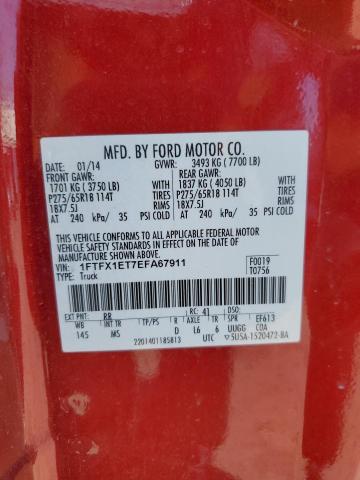 MFD. BY FORD MOTOR CO.
DATE: 01/14 GVWR: 3493 KG (7700 LB)
FRONT GAWR: REAR GAWR:
1701 KG (3750 LB) WITH 1837 KG (4050 LB) WITH
P275/65R18 114T TIRES P275/65R18 114T TIRES
18X7.5J RIMS 18X7.5J RIMS
AT 240 kPa/ 35 PSI COLD AT 240 kPa/ 35 PSI COLD
THIS VEHICLE CONFORMS TO ALL APPLICABLE FEDERAL MOTOR
VEHICLE SAFETY STANDARDS IN EFFECT ON THE DATE OF MANUFACTURE
SHOWN ABOVE.
VIN: 1FTFX1ET7EFA67911 F0019
TYPE: Truck T0756
EXT PNT: RR RC: 41 DSO:
WB INT TR TP/PS R AXLE TR SPR EF613
145 MS D L6 6 UUGG CDA
2201401185813 UTC 5U5A-1520472-BA